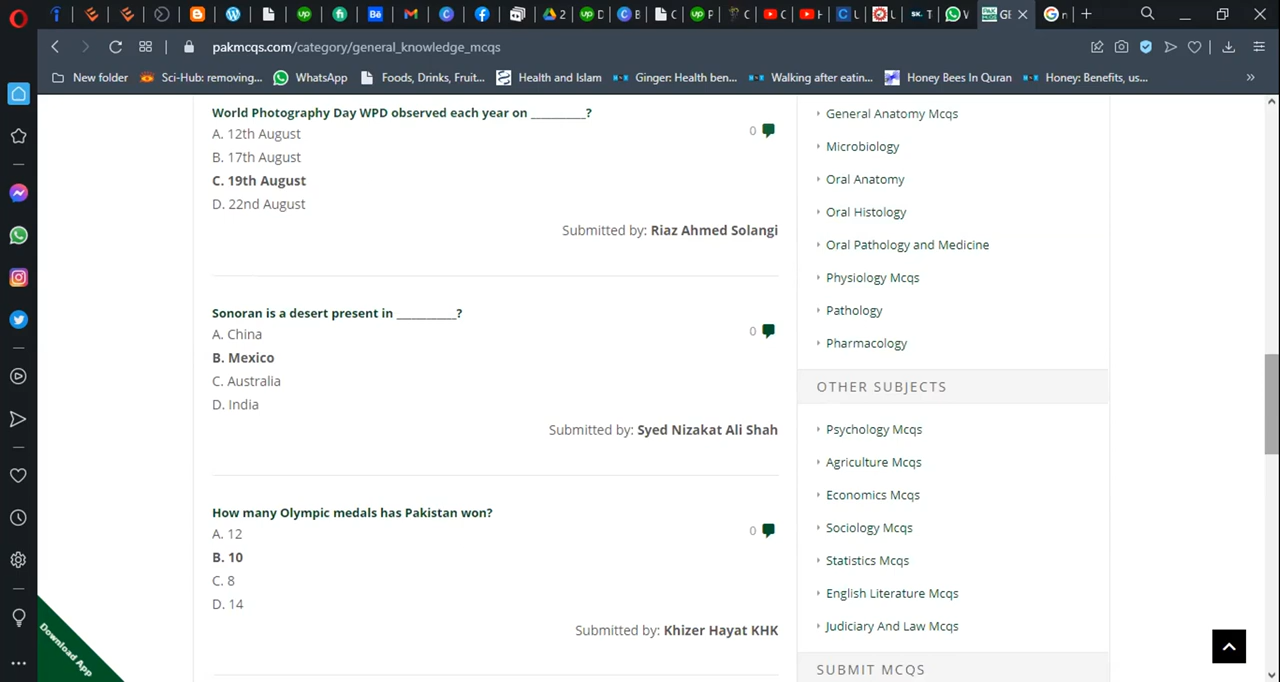 2
D
B
C
P
C
C
H
U
U
SK. T
W
GE
n
pakmcqs.com/category/general_knowledge_mcqs
New folder
Sci-Hub: removing...
WhatsApp
Foods, Drinks, Fruit...
Health and Islam
Ginger: Health ben...
Walking after eatin...
Honey Bees In Quran
Honey: Benefits, us...
World Photography Day WPD observed each year on __________?
0
A. 12th August
B. 17th August
C. 19th August
D. 22nd August
Submitted by: Riaz Ahmed Solangi
Sonoran is a desert present in ___________?
0
A. China
B. Mexico
C. Australia
D. India
Submitted by: Syed Nizakat Ali Shah
How many Olympic medals has Pakistan won?
0
A. 12
B. 10
C. 8
D. 14
Submitted by: Khizer Hayat KHK
General Anatomy Mcqs
Microbiology
Oral Anatomy
Oral Histology
Oral Pathology and Medicine
Physiology Mcqs
Pathology
Pharmacology
OTHER SUBJECTS
Psychology Mcqs
Agriculture Mcqs
Economics Mcqs
Sociology Mcqs
Statistics Mcqs
English Literature Mcqs
Judiciary And Law Mcqs
SUBMIT MCQS
Download App